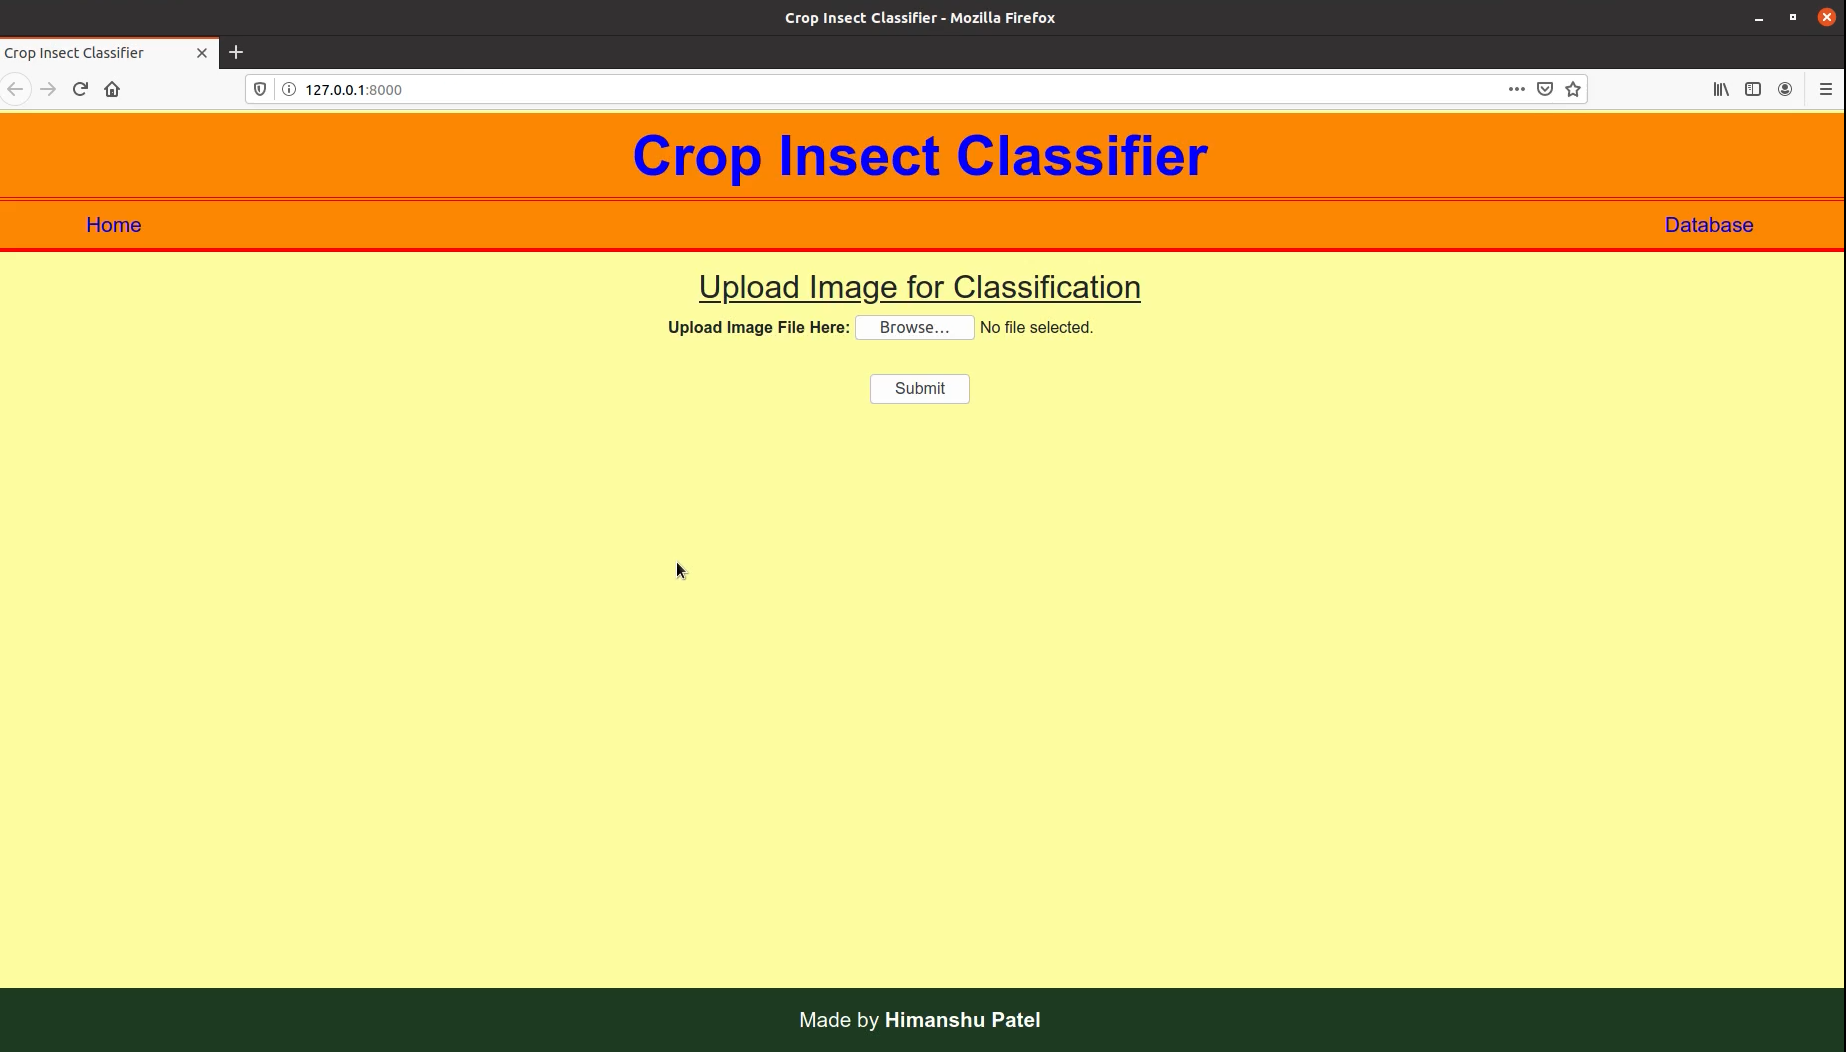 Crop Insect Classifier - Mozilla Firefox
Crop Insect Classifier
127.0.0.1:8000
Crop Insect Classifier
Home Database
Upload Image for Classification
Upload Image File Here: Browse... No file selected.
Submit
Made by Himanshu Patel